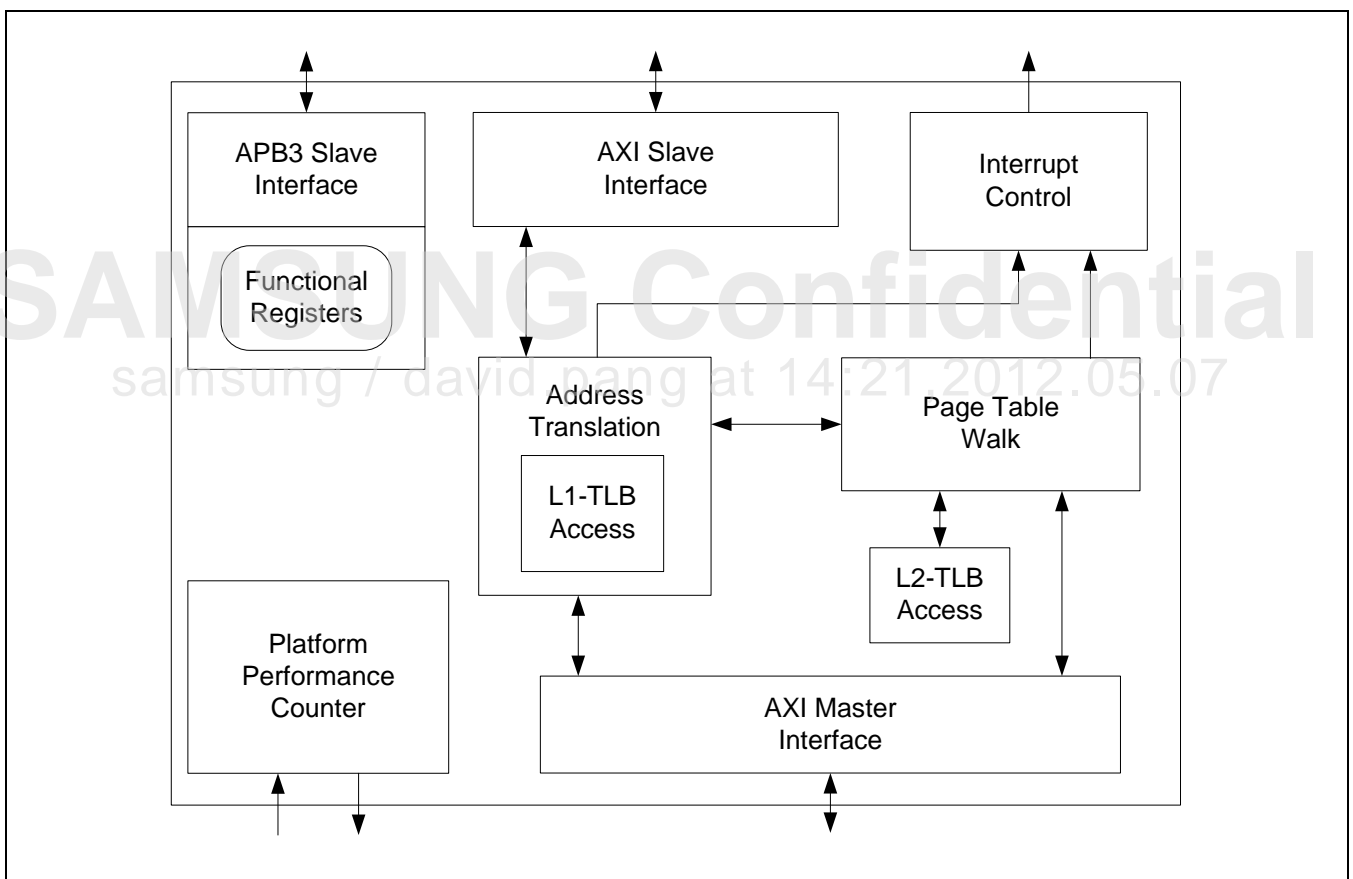 APB3 Slave
Interface
AXI Slave
Interface
Interrupt
Control
SAMSUNG Confidential
Functional
Registers
samsung / david.pang at 14:21,2012.05.07
Address
Translation
Page Table
Walk
L1-TLB
Access
L2-TLB
Access
Platform
Performance
Counter
AXI Master
Interface